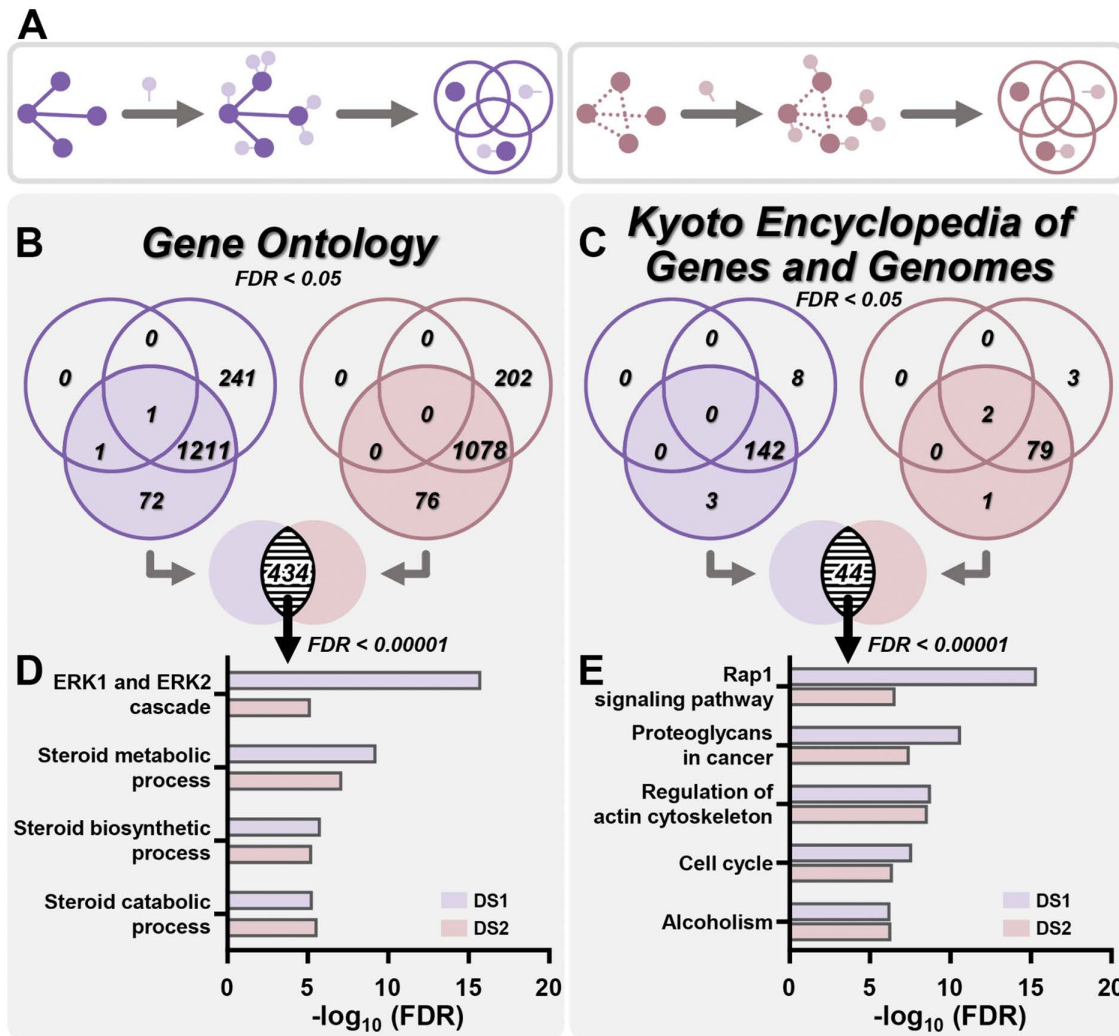 A
B
Gene Ontology
FDR < 0.05
0
0
241
1
1
1211
72
0
0
202
0
0
1078
76
434
FDR < 0.00001
C
Kyoto Encyclopedia of
Genes and Genomes
FDR < 0.05
0
0
8
0
0
142
3
0
0
3
2
0
79
1
44
FDR < 0.00001
D
ERK1 and ERK2
cascade
Steroid metabolic
process
Steroid biosynthetic
process
Steroid catabolic
process
DS1
DS2
0 5 10 15 20
-log₁₀ (FDR)
E
Rap1
signaling pathway
Proteoglycans
in cancer
Regulation of
actin cytoskeleton
Cell cycle
Alcoholism
DS1
DS2
0 5 10 15 20
-log₁₀ (FDR)